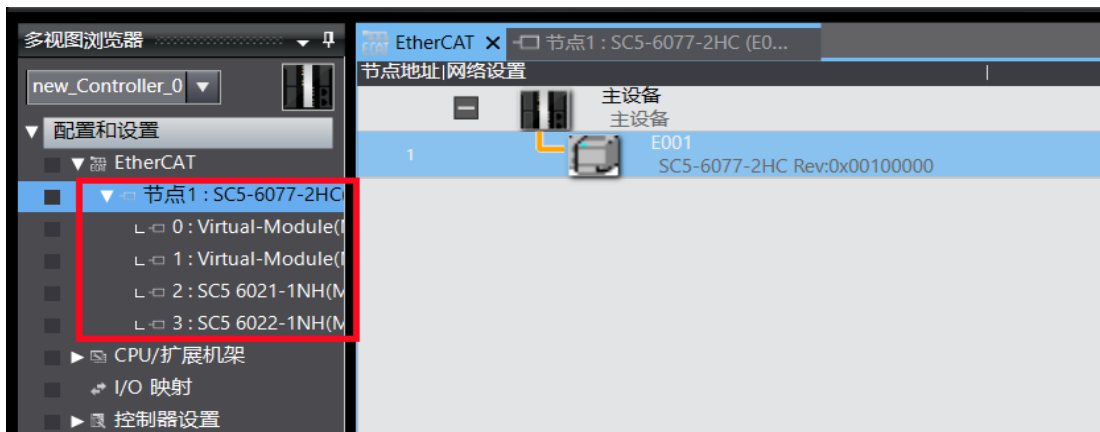 多视图浏览器
new_Controller_0
配置和设置
EtherCAT
节点1 : SC5-6077-2HC(
0 : Virtual-Module(
1 : Virtual-Module(
2 : SC5 6021-1NH(M
3 : SC5 6022-1NH(M
CPU/扩展机架
I/O 映射
控制器设置
EtherCAT
节点1 : SC5-6077-2HC (E0...
节点地址|网络设置
主设备
主设备
1
E001
SC5-6077-2HC Rev:0x00100000